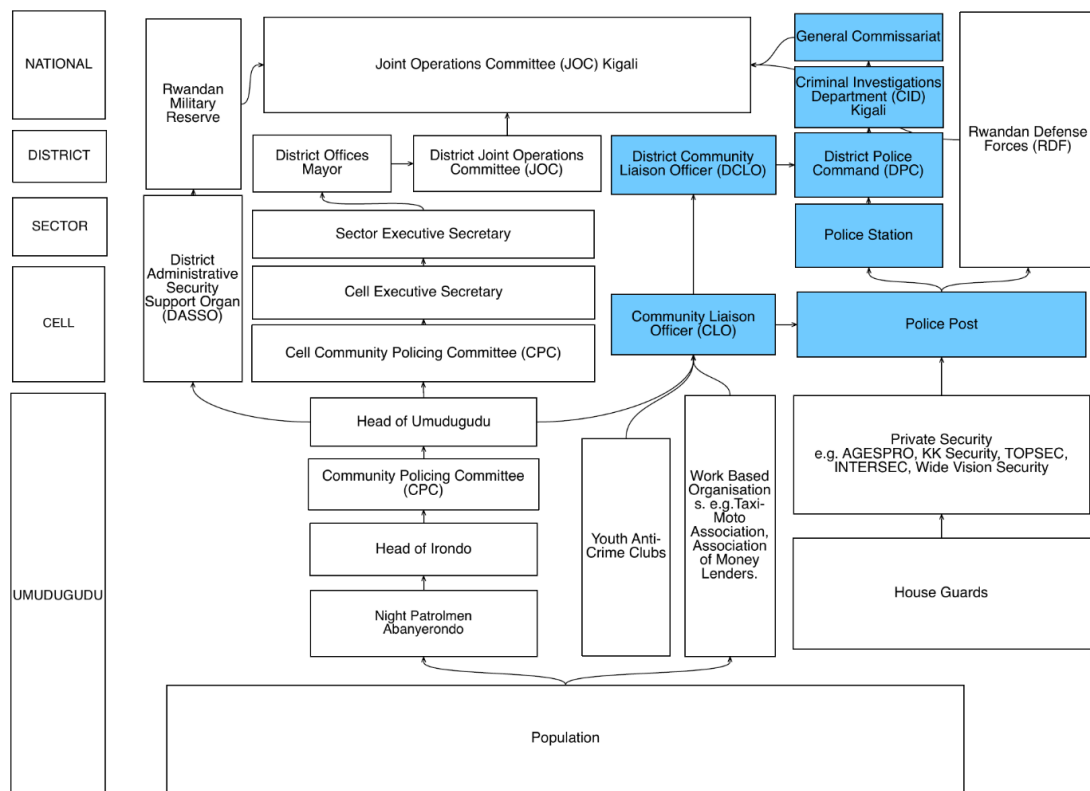 NATIONAL
DISTRICT
SECTOR
CELL
UMUDUGUDU
Rwandan
Military
Reserve
Joint Operations Committee (JOC) Kigali
General Commissariat
Criminal Investigations
Department (CID)
Kigali
Rwandan Defense
Forces (RDF)
District Offices
Mayor
District Joint Operations
Committee (JOC)
District Community
Liaison Officer (DCLO)
District Police
Command (DPC)
District
Administrative
Security
Support Organ
(DASSO)
Sector Executive Secretary
Police Station
Cell Executive Secretary
Community Liaison
Officer (CLO)
Police Post
Cell Community Policing Committee (CPC)
Head of Umudugudu
Community Policing Committee
(CPC)
Head of Irondo
Night Patrolmen
Abanyerondo
Youth Anti-
Crime Clubs
Work Based
Organisation
s. e.g.Taxi-
Moto
Association,
Association
of Money
Lenders.
Private Security
e.g. AGESPRO, KK Security, TOPSEC,
INTERSEC, Wide Vision Security
House Guards
Population